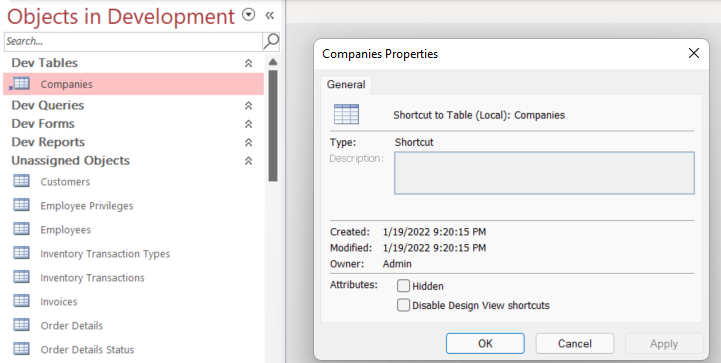 Objects in Development
Search...
Dev Tables
Companies
Dev Queries
Dev Forms
Dev Reports
Unassigned Objects
Customers
Employee Privileges
Employees
Inventory Transaction Types
Inventory Transactions
Invoices
Order Details
Order Details Status
Companies Properties
General
Shortcut to Table (Local): Companies
Type: Shortcut
Description:
Created: 1/19/2022 9:20:15 PM
Modified: 1/19/2022 9:20:15 PM
Owner: Admin
Attributes: Hidden
Disable Design View shortcuts
OK Cancel Apply